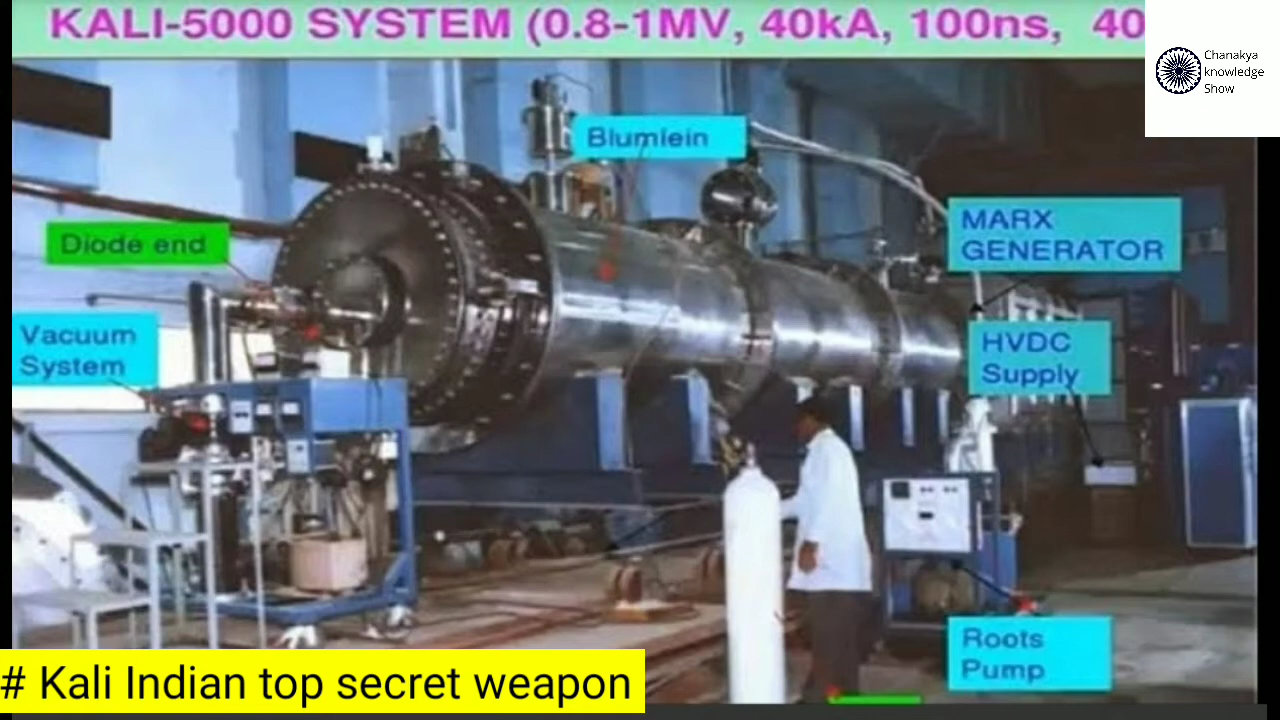 KALI-5000 SYSTEM (0.8-1MV, 40kA, 100ns, 40
Chanakya
knowledge
Show
Blumlein
Diode end
MARX
GENERATOR
Vacuum
System
HVDC
Supply
Roots
Pump
# Kali Indian top secret weapon